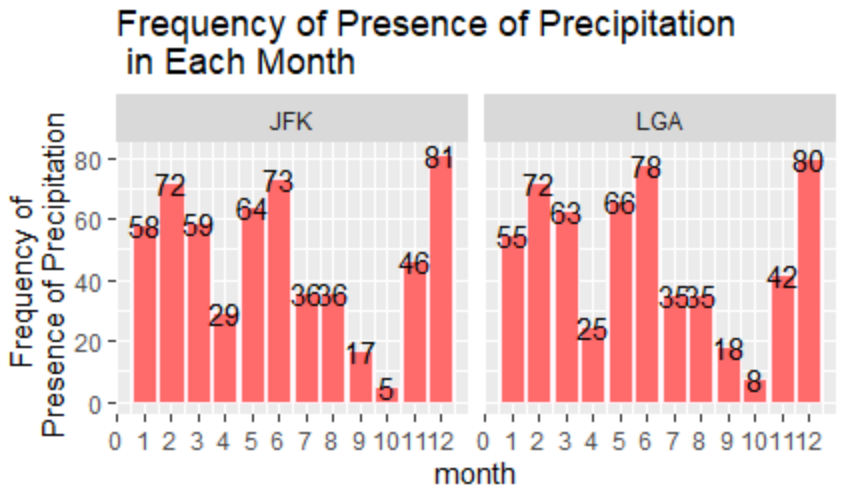 Frequency of Presence of Precipitation
in Each Month
JFK
LGA
Frequency of
Presence of Precipitation
80
60
40
20
0
58 72 59 29 64 73 36 36 17 5 46 81
55 72 63 25 66 78 35 35 18 8 42 80
0 1 2 3 4 5 6 7 8 9 10 11 12
0 1 2 3 4 5 6 7 8 9 10 11 12
month